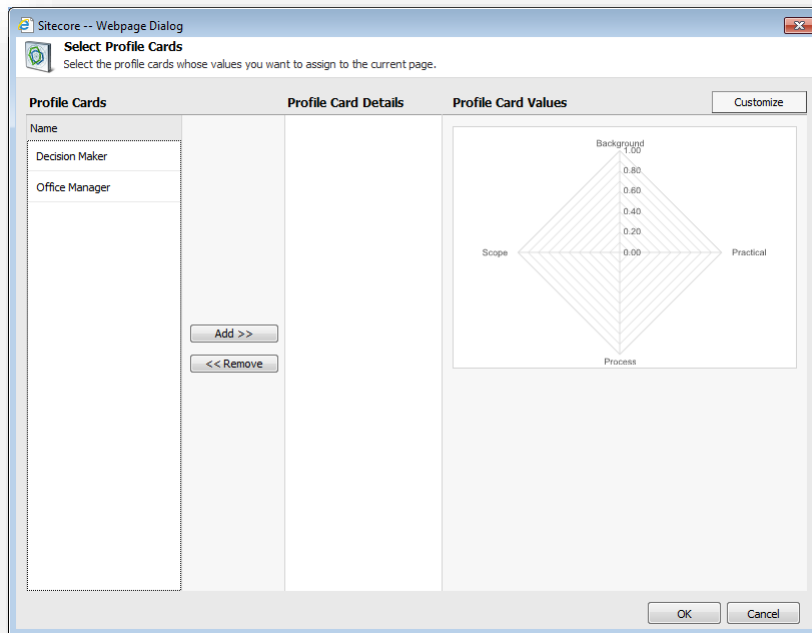 Sitecore -- Webpage Dialog
Select Profile Cards
Select the profile cards whose values you want to assign to the current page.
Profile Cards
Profile Card Details
Profile Card Values
Customize
Name
Decision Maker
Office Manager
Add >>
<< Remove
Background
1.00
0.80
0.60
0.40
0.20
0.00
Scope
Practical
Process
OK
Cancel